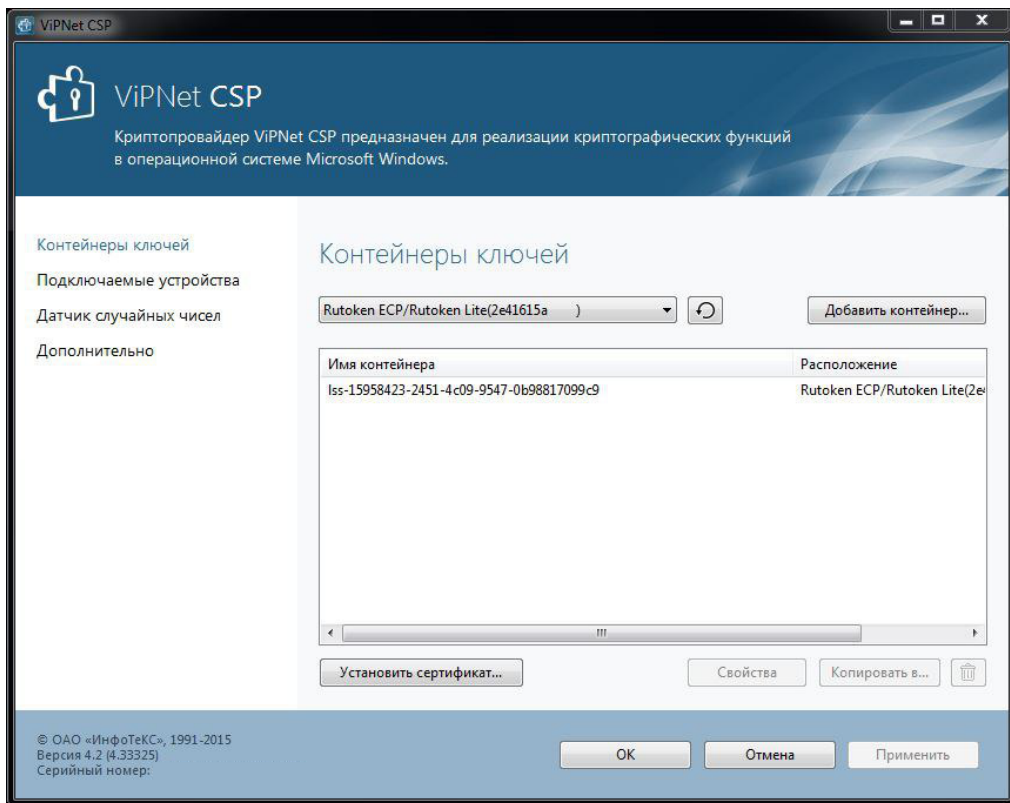 ViPNet CSP
ViPNet CSP
Криптопровайдер ViPNet CSP предназначен для реализации криптографических функций
в операционной системе Microsoft Windows.
Контейнеры ключей
Подключаемые устройства
Датчик случайных чисел
Дополнительно
Контейнеры ключей
Rutoken ECP/Rutoken Lite(2e41615a )
Добавить контейнер...
Имя контейнера Расположение
lss-15958423-2451-4c09-9547-0b98817099c9 Rutoken ECP/Rutoken Lite(2e4
Установить сертификат...
Свойства
Копировать в...
© ОАО «ИнфоТеКС», 1991-2015
Версия 4.2 (4.33325)
Серийный номер:
OK
Отмена
Применить